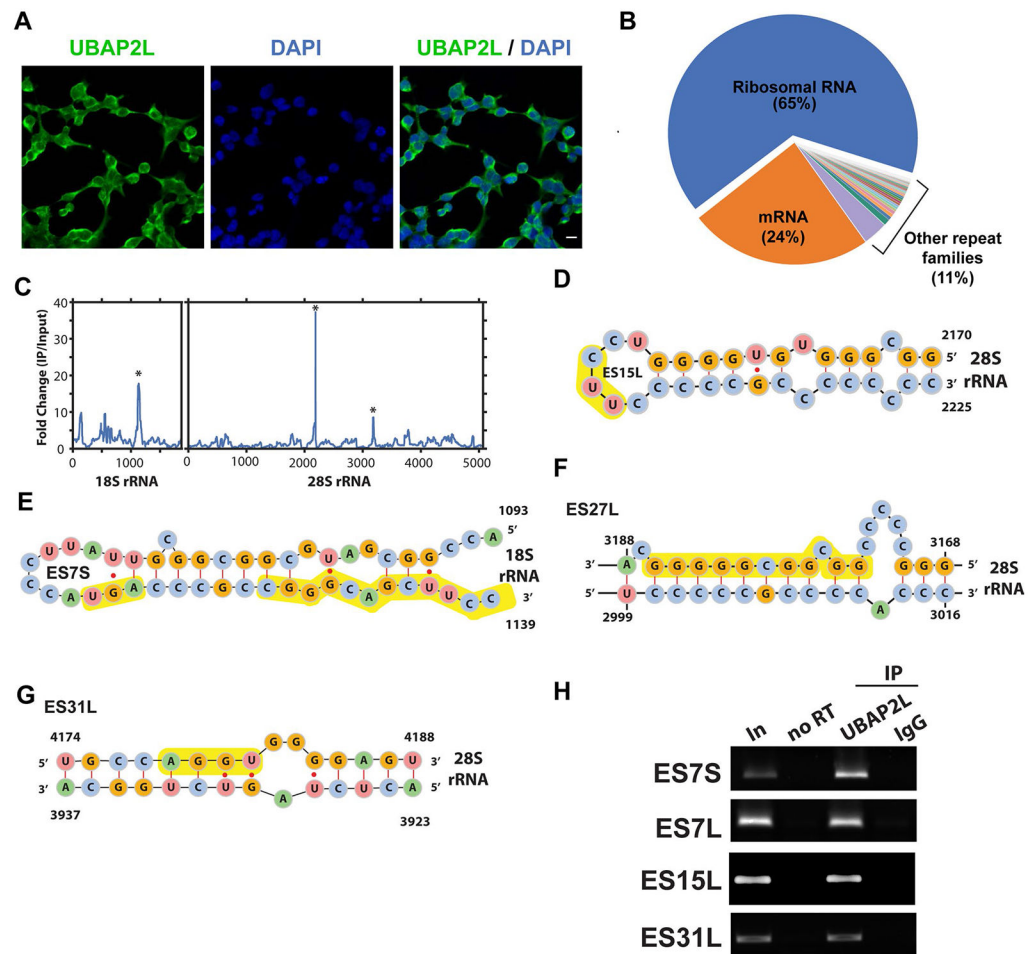 A
UBAP2L
DAPI
UBAP2L / DAPI
B
Ribosomal RNA
(65%)
mRNA
(24%)
Other repeat
families
(11%)
C
Fold Change (IP/Input)
40
30
20
10
0
*
*
*
0 1000 0 1000 2000 3000 4000 5000
18S rRNA
28S rRNA
D
2170
C C U G G G G U G U G G G C G G 5'
ES15L
28S
rRNA
U U C C C C C G C C C C C C C 3'
2225
E
1093
C U U A U U G C G G C G G C G U A G C G G C C A 5'
ES7S
18S
rRNA
C C A U G A C C C G C C G G G C A G C U U C C 3'
1139
F
ES27L
3188
3168
3' A C G G G G G C G G C G G C C C C C G G G 5'
28S
rRNA
5' U C C C C C G C C C C A C C C 3'
2999
3016
G
ES31L
4174
4188
5' U G C C A G G U G G G G A G U 3'
28S
rRNA
3' A C G G U C U G A U C U C A 5'
3937
3923
H
IP
In
no RT
UBAP2L
IgG
ES7S
ES7L
ES15L
ES31L